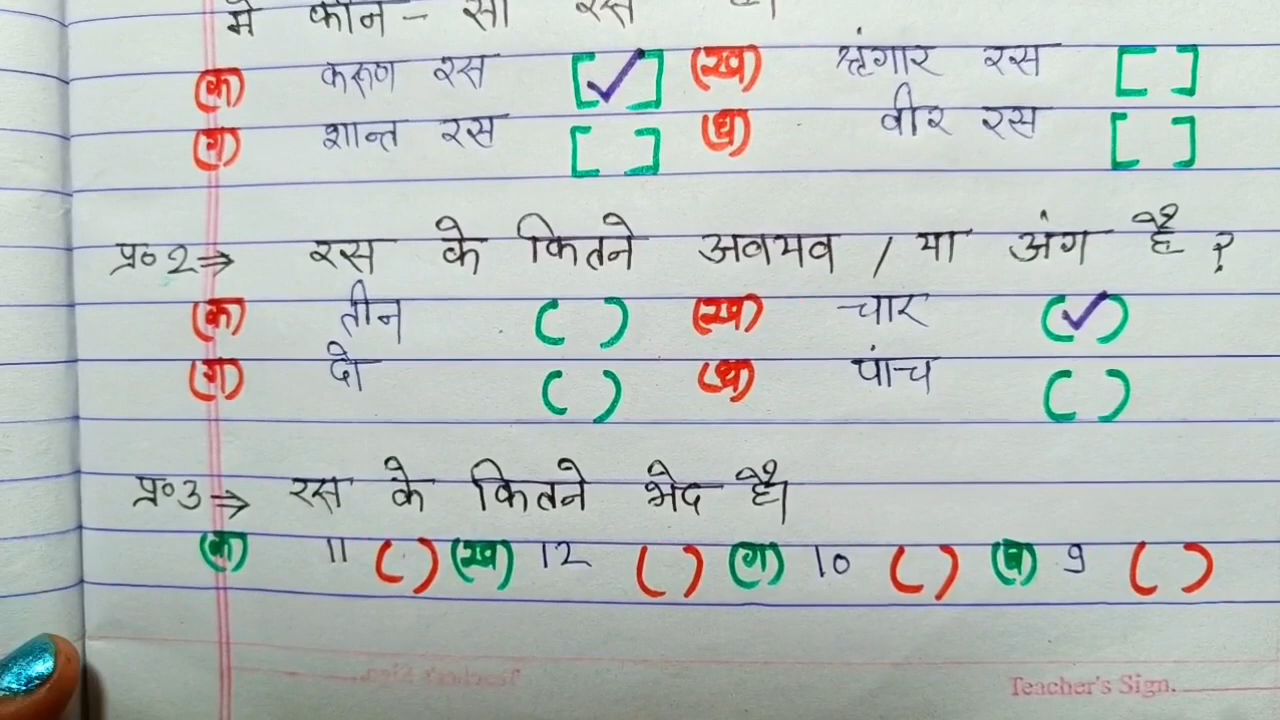 में कौन - सा रस है।
(क) करूण रस [✓] (ख) श्रृंगार रस [ ]
(ग) शान्त रस [ ] (घ) वीर रस [ ]
प्र०2⇒ रस के कितने अवयव / या अंग है ?
(क) तीन ( ) (ख) चार (✓)
(ग) दो ( ) (घ) पांच ( )
प्र०3⇒ रस के कितने भेद है।
(क) 11 ( ) (ख) 12 ( ) (ग) 10 ( ) (घ) 9 ( )
Teacher's Sign.